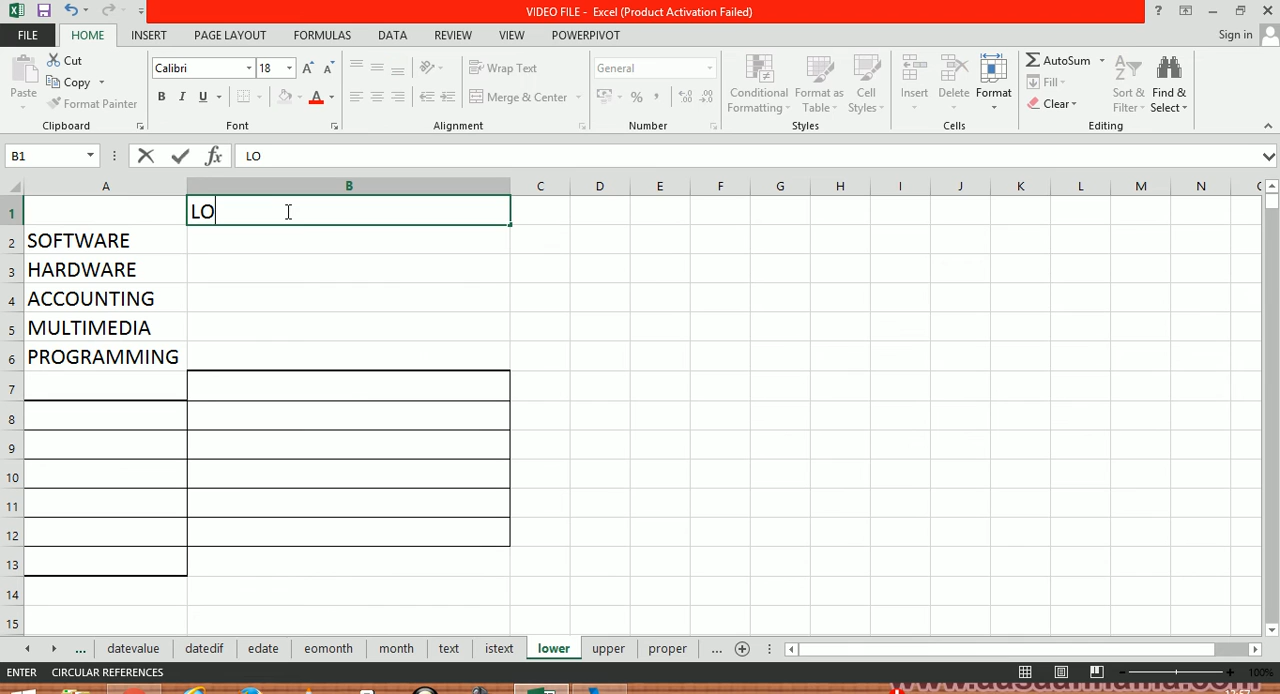 VIDEO FILE - Excel (Product Activation Failed)
FILE HOME INSERT PAGE LAYOUT FORMULAS DATA REVIEW VIEW POWERPIVOT Sign in
Paste
Cut
Copy
Format Painter
Clipboard
Calibri 18
B I U
Font
Wrap Text
Merge & Center
Alignment
General
Number
Conditional Formatting
Format as Table
Cell Styles
Styles
Insert
Delete
Format
Cells
AutoSum
Fill
Clear
Sort & Filter
Find & Select
Editing
B1 fx LO
A B C D E F G H I J K L M N
1 LO
2 SOFTWARE
3 HARDWARE
4 ACCOUNTING
5 MULTIMEDIA
6 PROGRAMMING
7
8
9
10
11
12
13
14
15
... datevalue datedif edate eomonth month text istext lower upper proper ...
ENTER CIRCULAR REFERENCES 100%